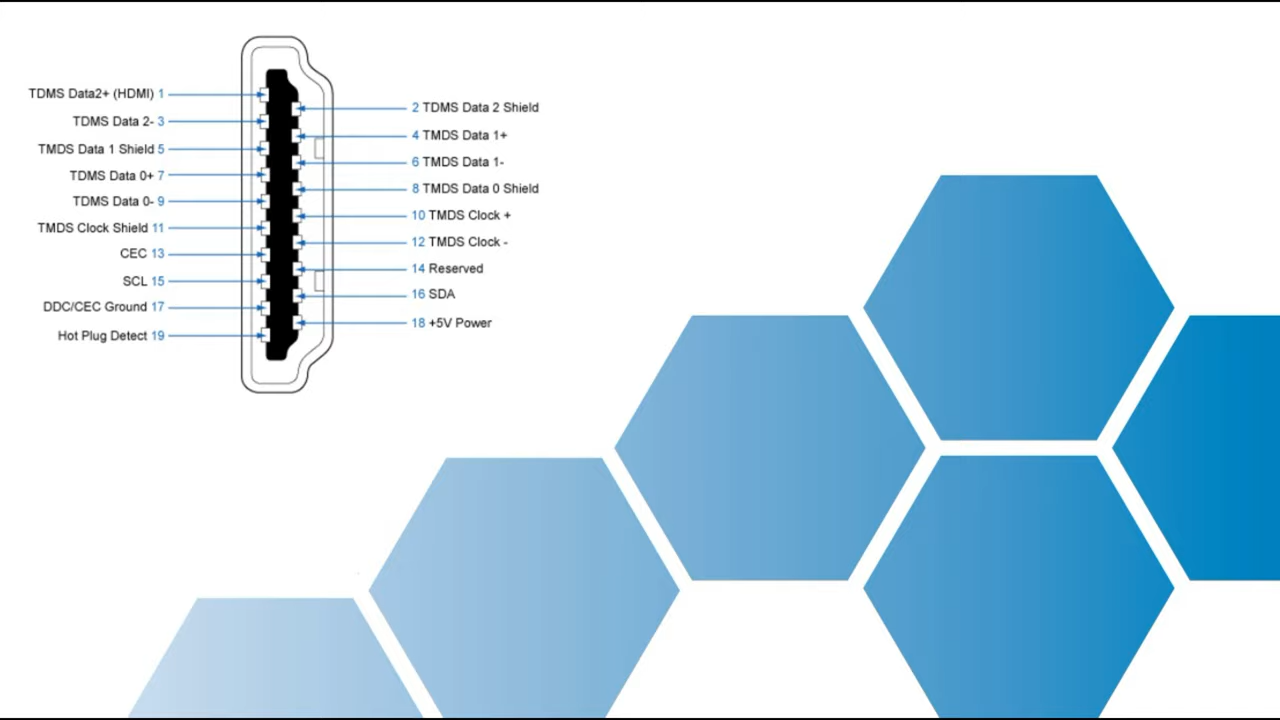 TDMS Data2+ (HDMI) 1
2 TDMS Data 2 Shield
TDMS Data 2- 3
4 TMDS Data 1+
TMDS Data 1 Shield 5
6 TMDS Data 1-
TDMS Data 0+ 7
8 TMDS Data 0 Shield
TDMS Data 0- 9
10 TMDS Clock +
TMDS Clock Shield 11
12 TMDS Clock -
CEC 13
14 Reserved
SCL 15
16 SDA
DDC/CEC Ground 17
18 +5V Power
Hot Plug Detect 19